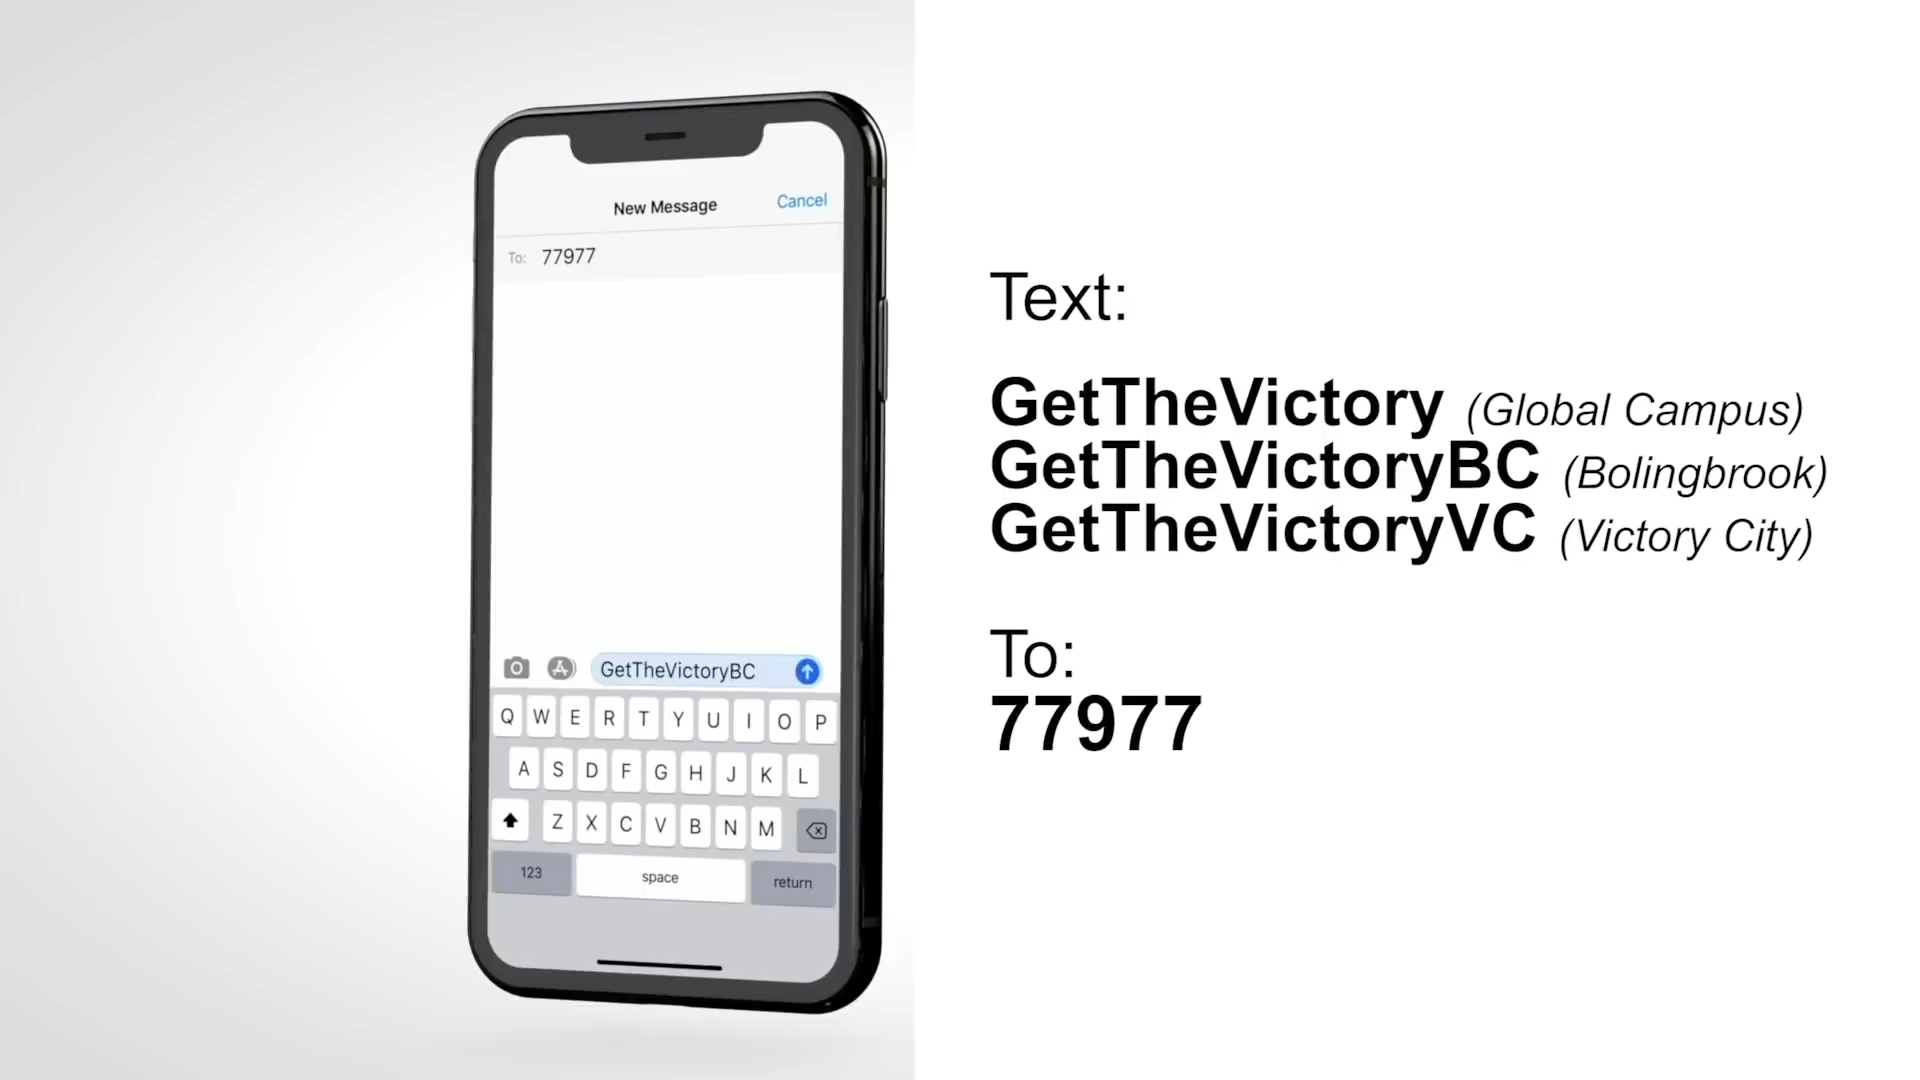 New Message
Cancel
To: 77977
GetTheVictoryBC
Q W E R T Y U I O P
A S D F G H J K L
Z X C V B N M
123 space return
Text:
GetTheVictory (Global Campus)
GetTheVictoryBC (Bolingbrook)
GetTheVictoryVC (Victory City)
To:
77977